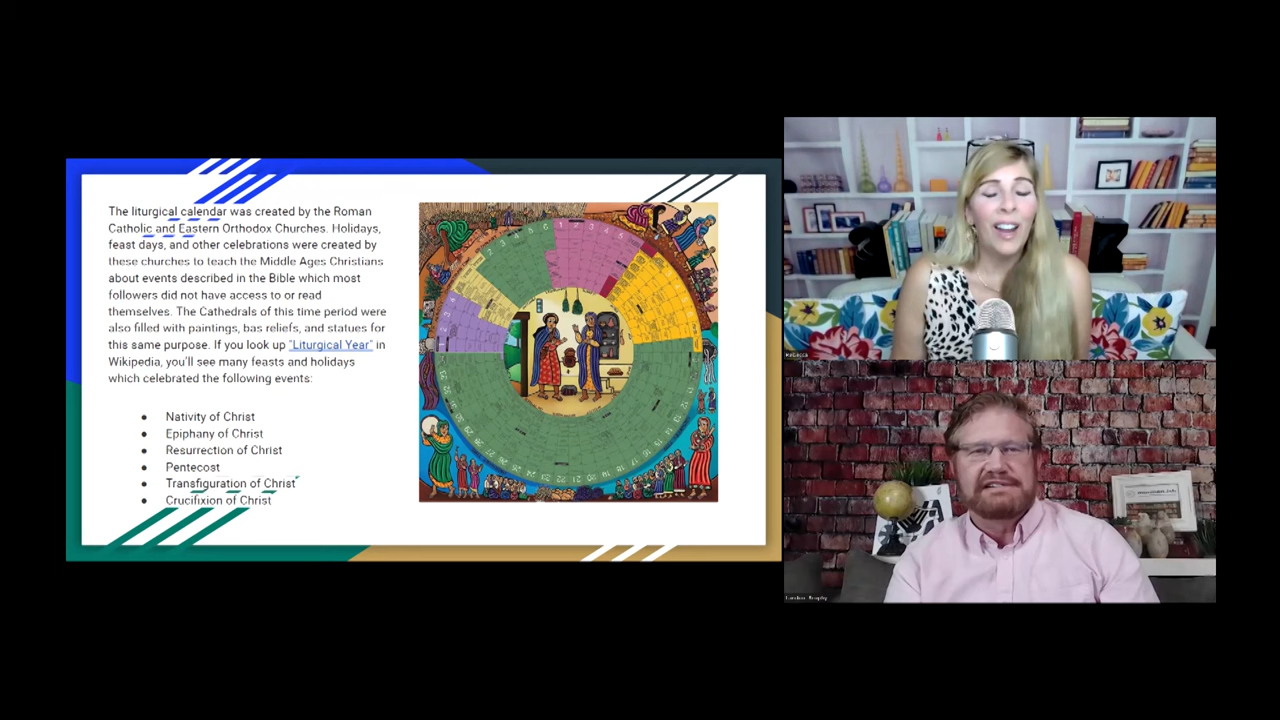 The liturgical calendar was created by the Roman
Catholic and Eastern Orthodox Churches. Holidays,
feast days, and other celebrations were created by
these churches to teach the Middle Ages Christians
about events described in the Bible which most
followers did not have access to or read
themselves. The Cathedrals of this time period were
also filled with paintings, bas reliefs, and statues for
this same purpose. If you look up "Liturgical Year" in
Wikipedia, you'll see many feasts and holidays
which celebrated the following events:
● Nativity of Christ
● Epiphany of Christ
● Resurrection of Christ
● Pentecost
● Transfiguration of Christ
● Crucifixion of Christ
Rebecca